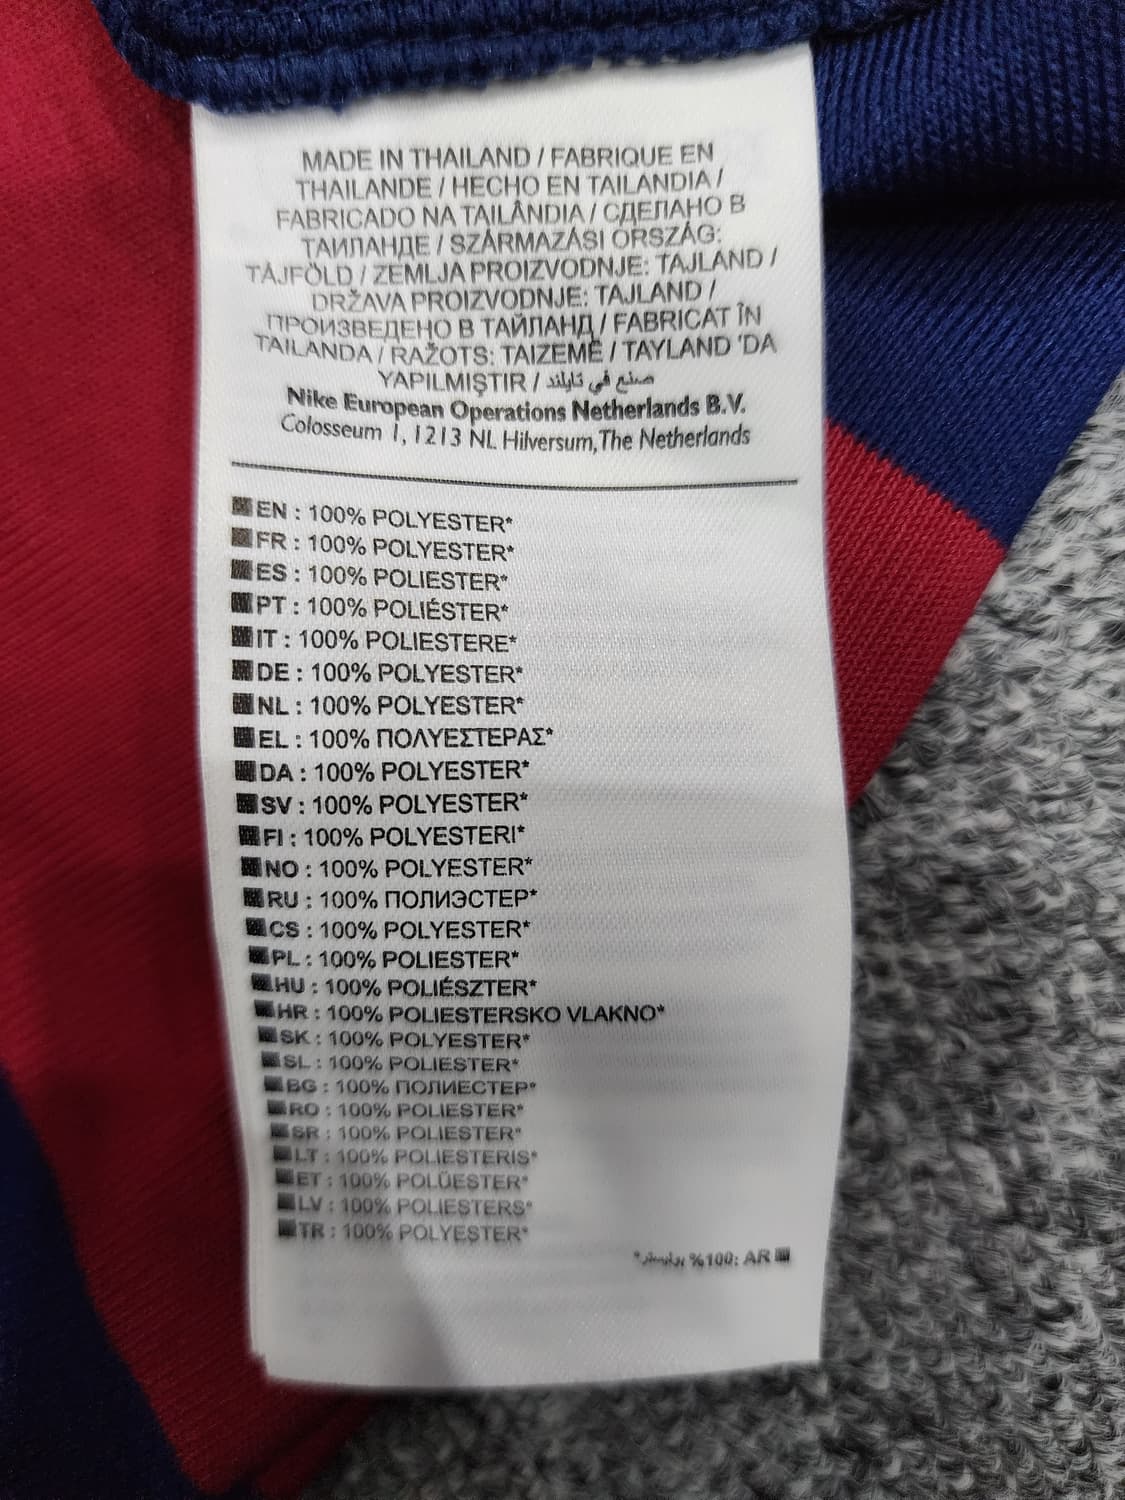 MADE IN THAILAND / FABRIQUE EN
THAILANDE / HECHO EN TAILANDIA /
FABRICADO NA TAILÂNDIA / СДЕЛАНО В
ТАИЛАНДЕ / SZÁRMAZÁSI ORSZÁG:
TÁJFÖLD / ZEMLJA PROIZVODNJE: TAJLAND /
DRŽAVA PROIZVODNJE: TAJLAND /
ПРОИЗВЕДЕНО В ТАЙЛАНД / FABRICAT ÎN
TAILANDA / RAŽOTS: TAIZEMĒ / TAYLAND 'DA
YAPILMIŞTIR / صنع في تايلند
Nike European Operations Netherlands B.V.
Colosseum 1, 1213 NL Hilversum, The Netherlands
EN : 100% POLYESTER*
FR : 100% POLYESTER*
ES : 100% POLIESTER*
PT : 100% POLIÉSTER*
IT : 100% POLIESTERE*
DE : 100% POLYESTER*
NL : 100% POLYESTER*
EL : 100% ΠΟΛΥΕΣΤΕΡΑΣ*
DA : 100% POLYESTER*
SV : 100% POLYESTER*
FI : 100% POLYESTERI*
NO : 100% POLYESTER*
RU : 100% ПОЛИЭСТЕР*
CS : 100% POLYESTER*
PL : 100% POLIESTER*
HU : 100% POLIÉSZTER*
HR : 100% POLIESTERSKO VLAKNO*
SK : 100% POLYESTER*
SL : 100% POLIESTER*
BG : 100% ПОЛИЕСТЕР*
RO : 100% POLIESTER*
SR : 100% POLIESTER*
LT : 100% POLIESTERIS*
ET : 100% POLÜESTER*
LV : 100% POLIESTERS*
TR : 100% POLYESTER*
%100: AR